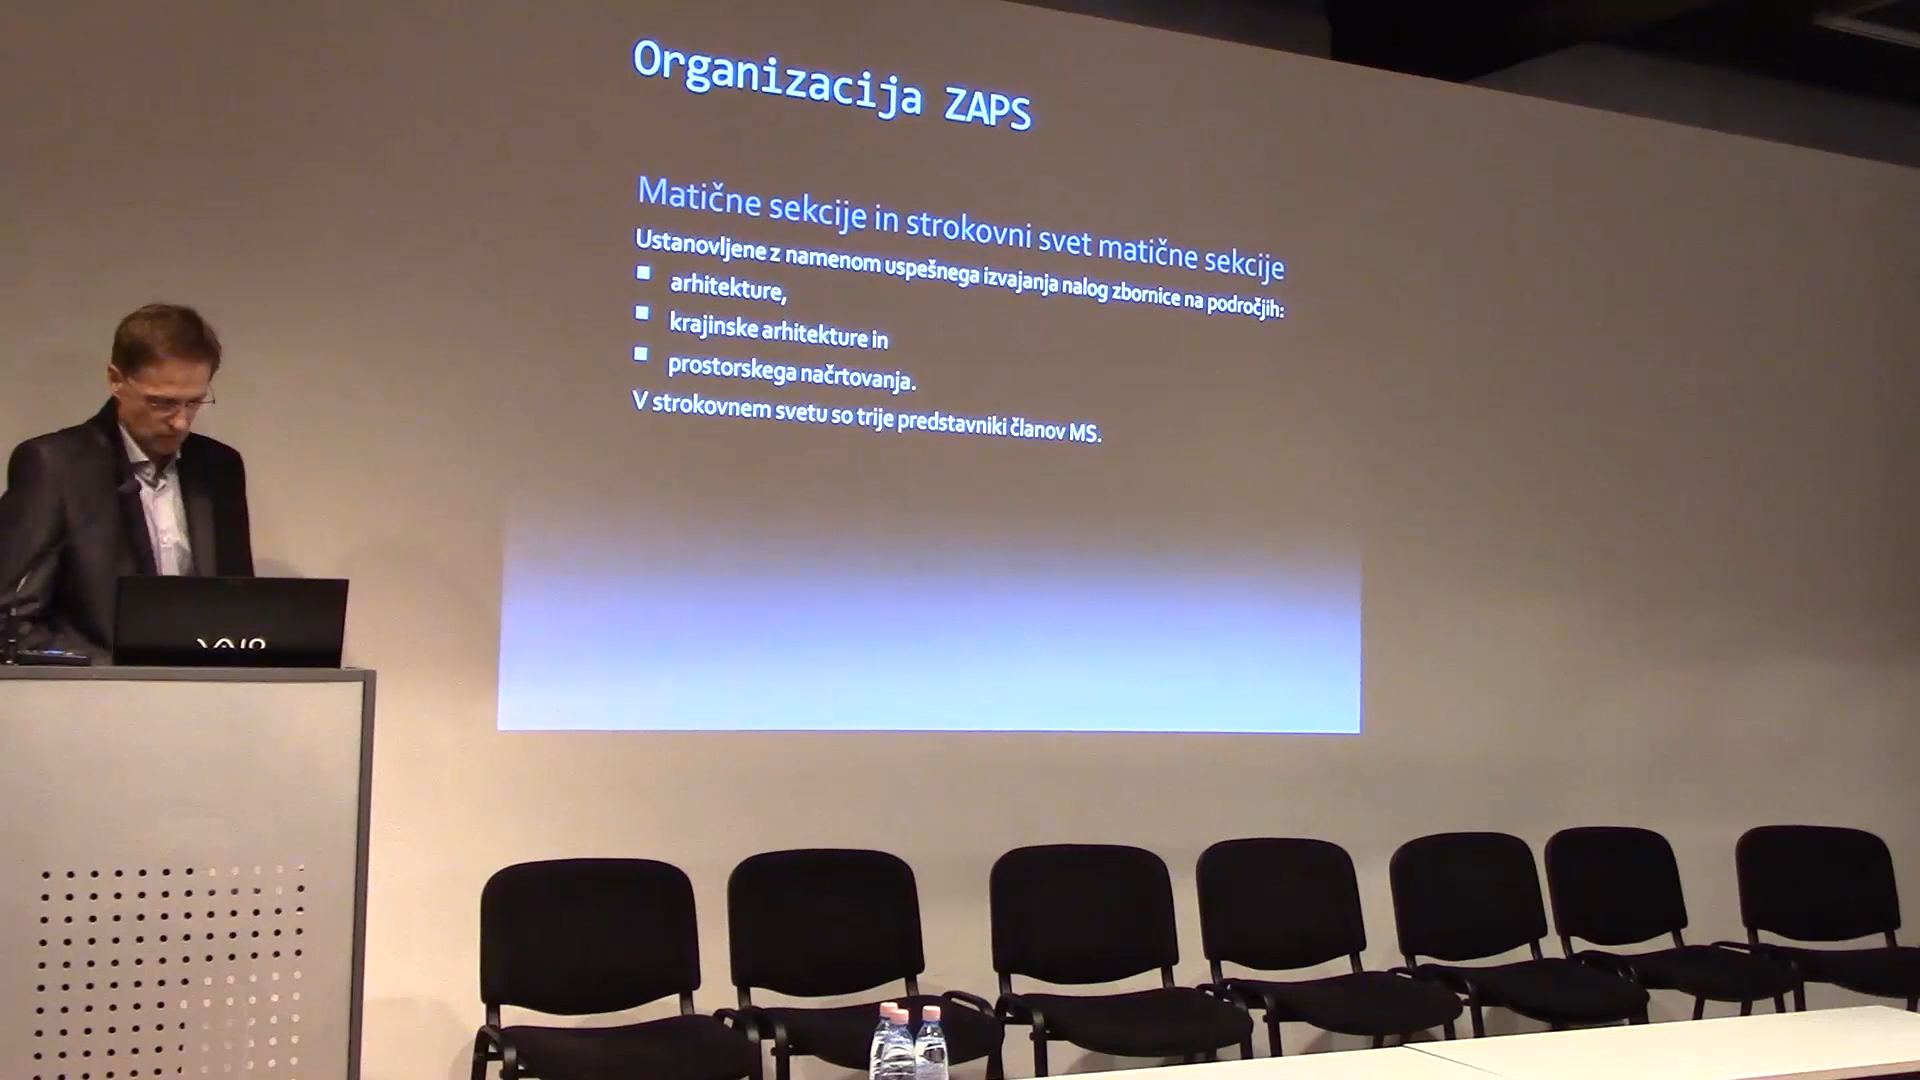 Organizacija ZAPS
Matične sekcije in strokovni svet matične sekcije
Ustanovljene z namenom uspešnega izvajanja nalog zbornice na področjih:
arhitekture,
krajinske arhitekture in
prostorskega načrtovanja.
V strokovnem svetu so trije predstavniki članov MS.
VAIO